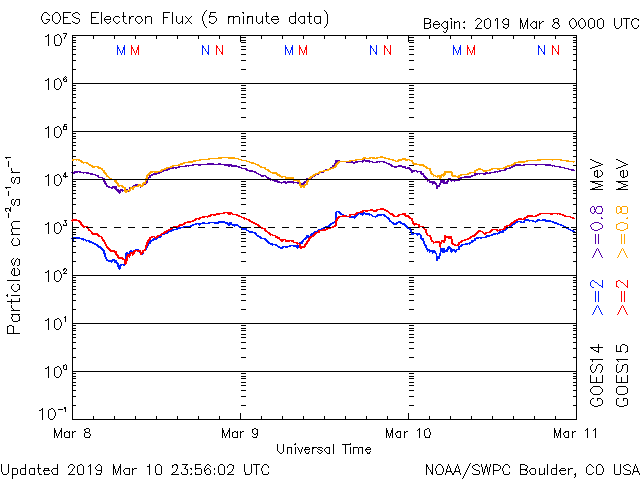 GOES Electron Flux (5 minute data)
Begin: 2019 Mar 8 0000 UTC
M M N N M M N N M M N N
10⁷
10⁶
10⁵
10⁴
10³
10²
10¹
10⁰
10⁻¹
Particles cm⁻²s⁻¹sr⁻¹
Mar 8 Mar 9 Mar 10 Mar 11
Universal Time
GOES14 >=2 >=0.8 MeV
GOES15 >=2 >=0.8 MeV
Updated 2019 Mar 10 23:56:02 UTC
NOAA/SWPC Boulder, CO USA